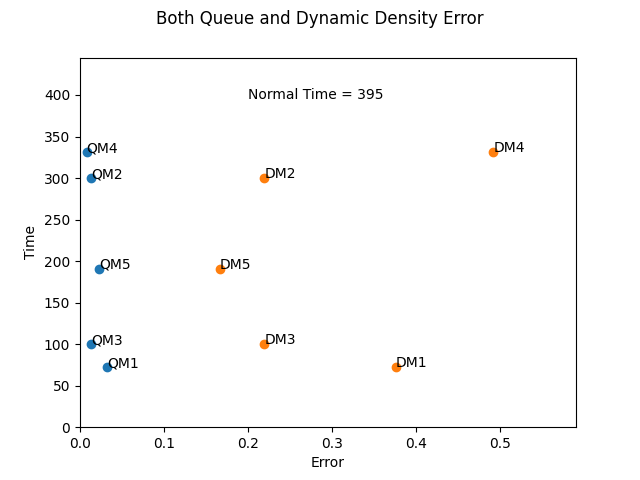 Both Queue and Dynamic Density Error
Normal Time = 395
400
350
300
250
200
150
100
50
0
Time
QM4
DM4
QM2
DM2
QM5
DM5
QM3
DM3
QM1
DM1
0.0 0.1 0.2 0.3 0.4 0.5
Error